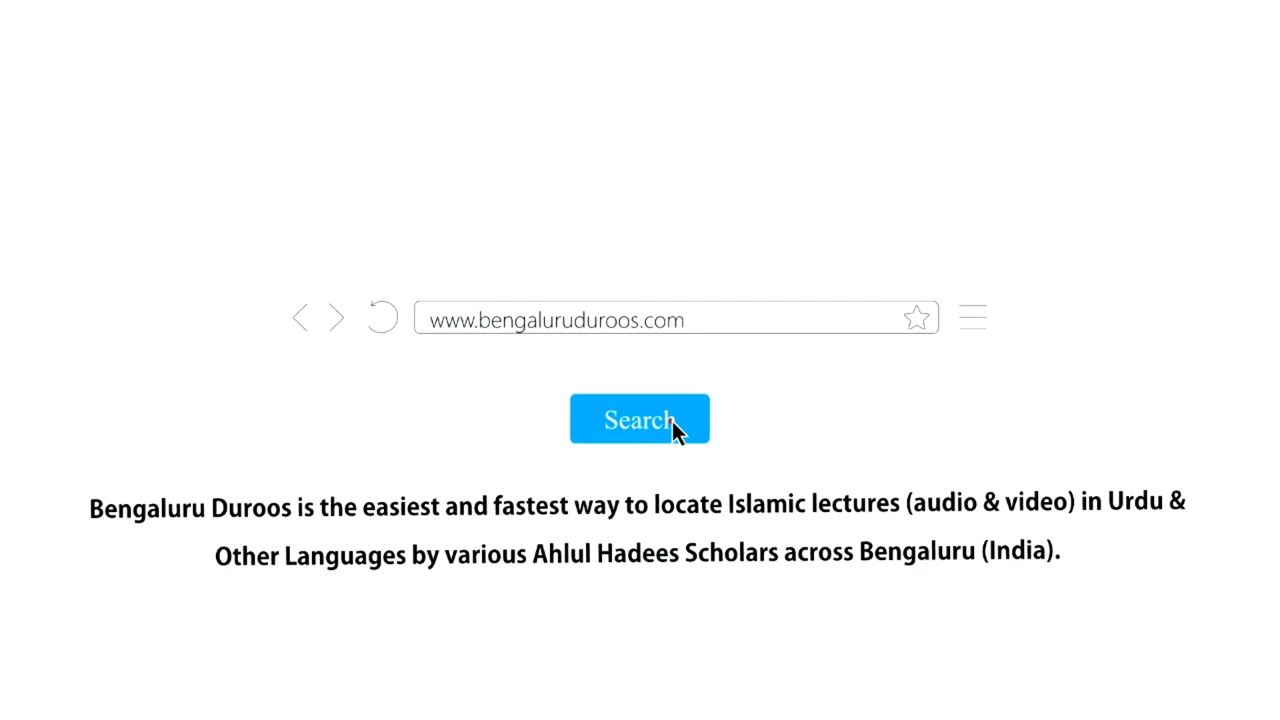 www.bengaluruduroos.com
Search
Bengaluru Duroos is the easiest and fastest way to locate Islamic lectures (audio & video) in Urdu &
Other Languages by various Ahlul Hadees Scholars across Bengaluru (India).